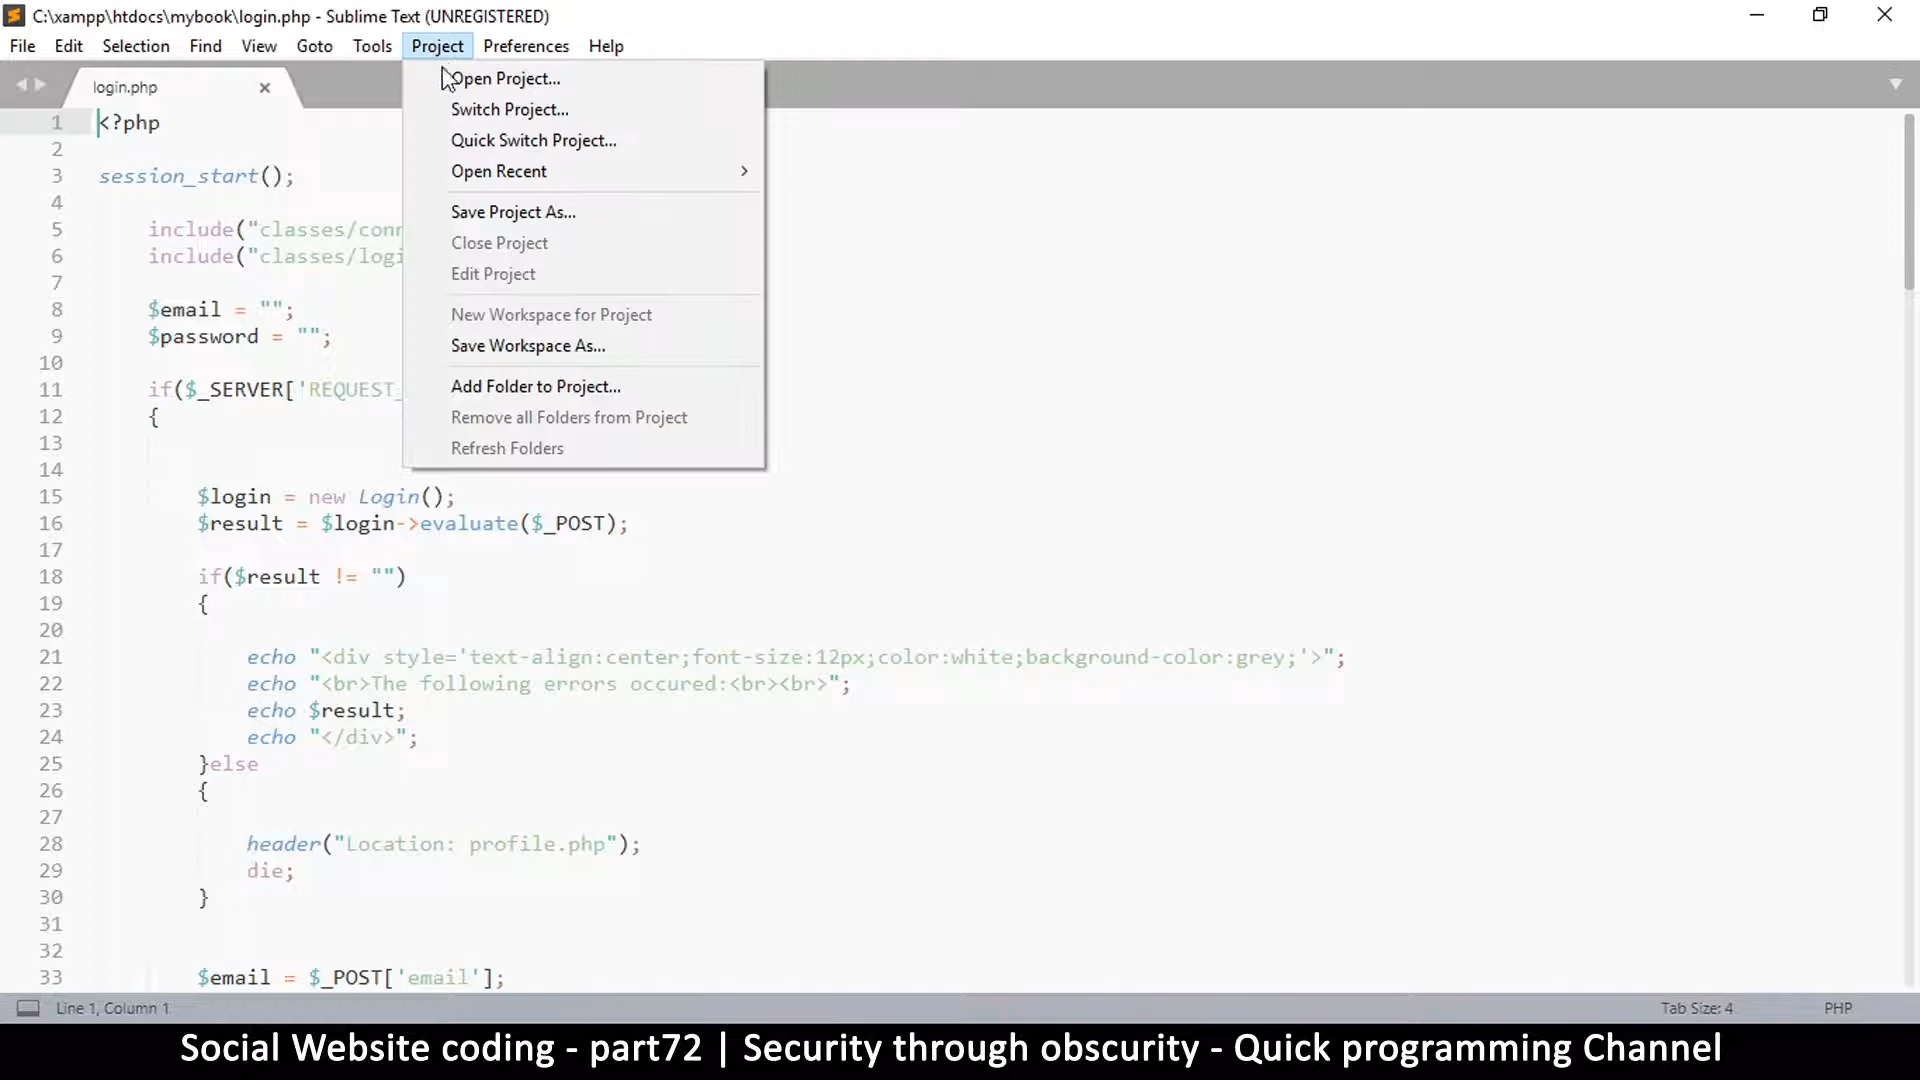 C:\xampp\htdocs\mybook\login.php - Sublime Text (UNREGISTERED)
File Edit Selection Find View Goto Tools Project Preferences Help
login.php
Open Project...
Switch Project...
Quick Switch Project...
Open Recent
Save Project As...
Close Project
Edit Project
New Workspace for Project
Save Workspace As...
Add Folder to Project...
Remove all Folders from Project
Refresh Folders
1 <?php
2
3 session_start();
4
5 include("classes/conn
6 include("classes/logi
7
8 $email = "";
9 $password = "";
10
11 if($_SERVER['REQUEST_
12 {
13
14
15 $login = new Login();
16 $result = $login->evaluate($_POST);
17
18 if($result != "")
19 {
20
21 echo "<div style='text-align:center;font-size:12px;color:white;background-color:grey;'>";
22 echo "<br>The following errors occured:<br><br>";
23 echo $result;
24 echo "</div>";
25 }else
26 {
27
28 header("Location: profile.php");
29 die;
30 }
31
32
33 $email = $_POST['email'];
Line 1, Column 1 Tab Size: 4 PHP
Social Website coding - part72 | Security through obscurity - Quick programming Channel